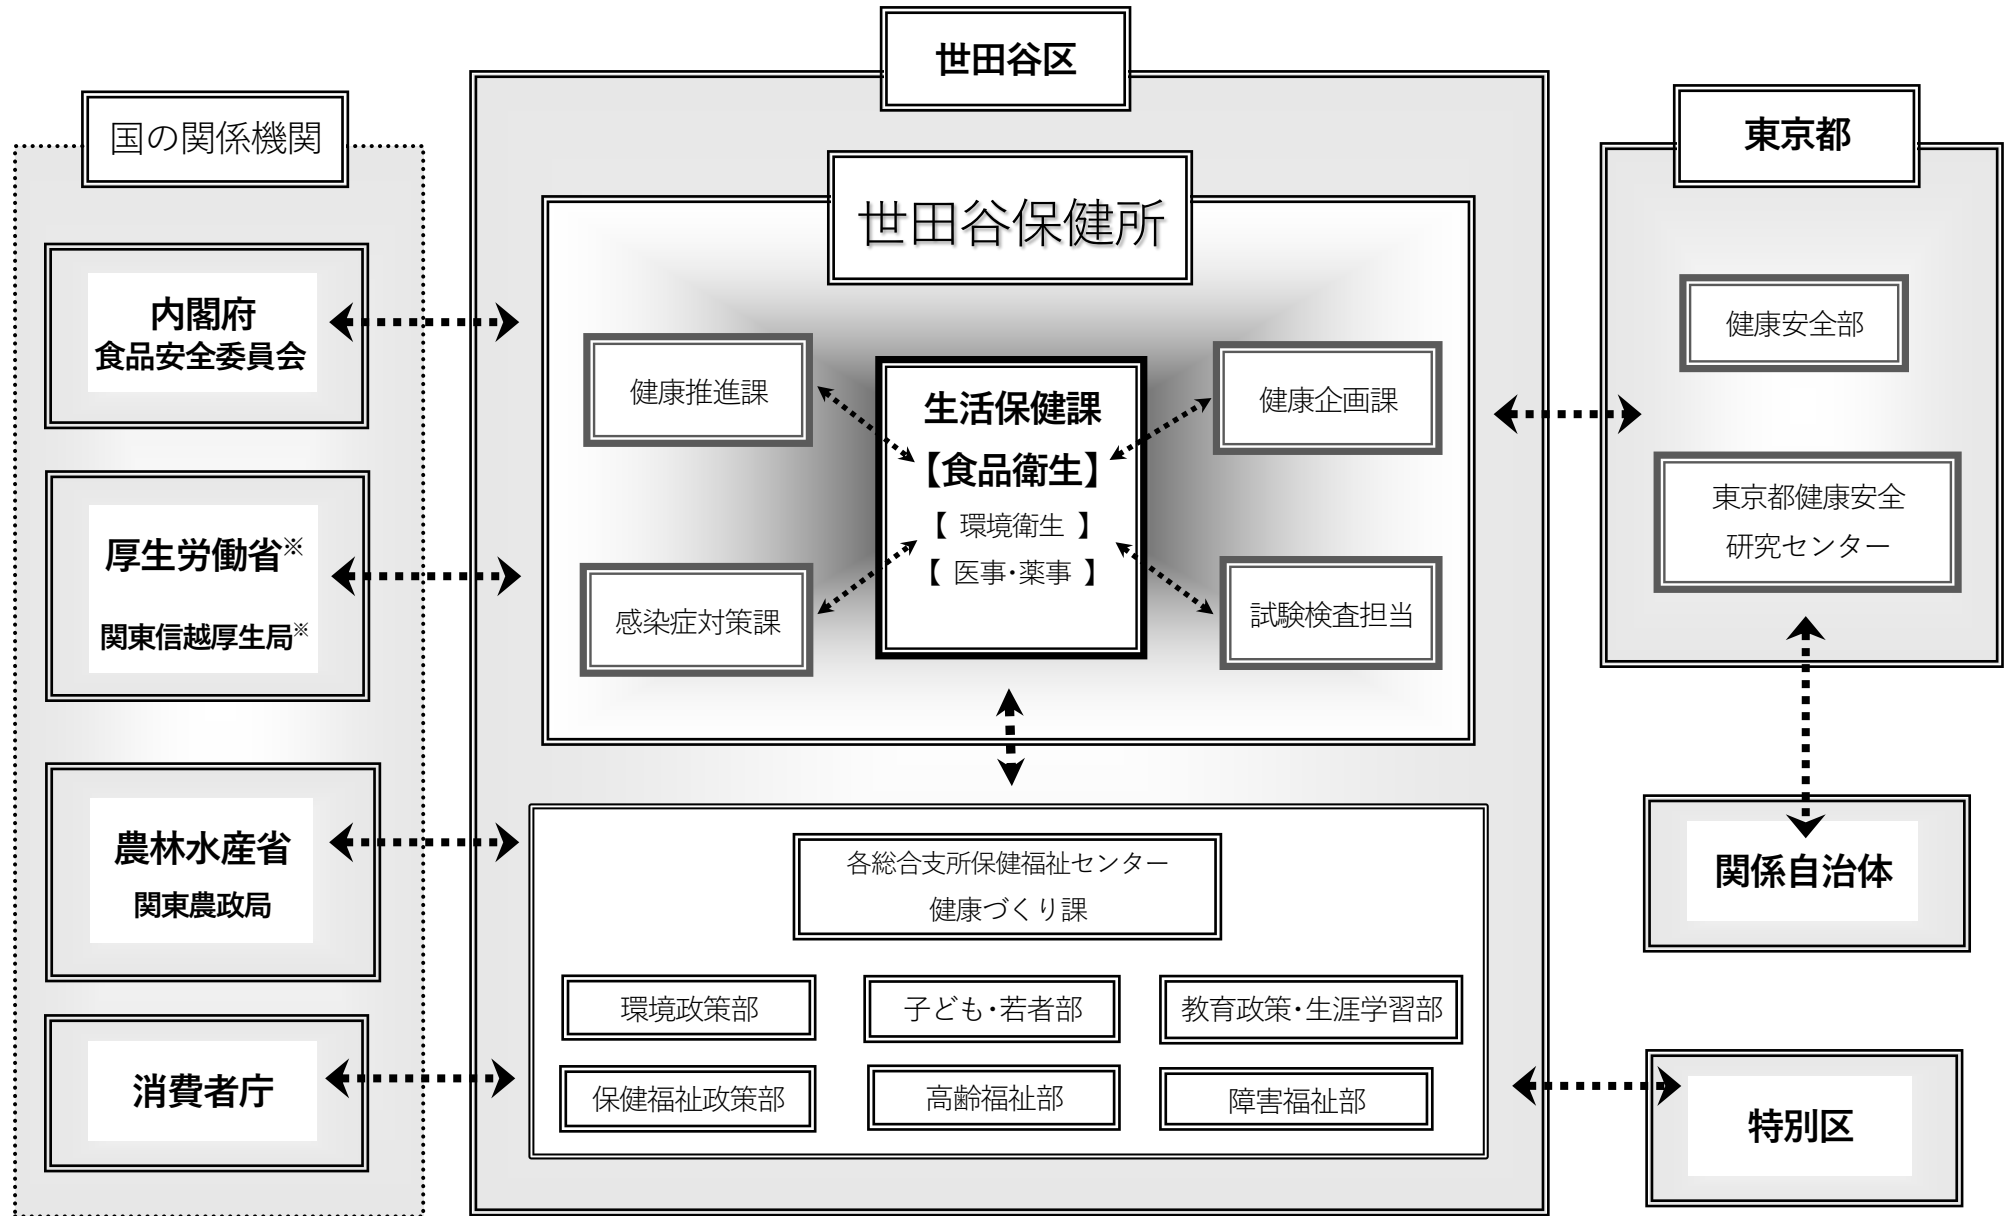 世田谷区
国の関係機関
内閣府
食品安全委員会
厚生労働省※
関東信越厚生局※
農林水産省
関東農政局
消費者庁
世田谷保健所
健康推進課
健康企画課
生活保健課
【食品衛生】
【 環境衛生 】
【 医事・薬事 】
感染症対策課
試験検査担当
各総合支所保健福祉センター
健康づくり課
環境政策部
子ども・若者部
教育政策・生涯学習部
保健福祉政策部
高齢福祉部
障害福祉部
東京都
健康安全部
東京都健康安全
研究センター
関係自治体
特別区